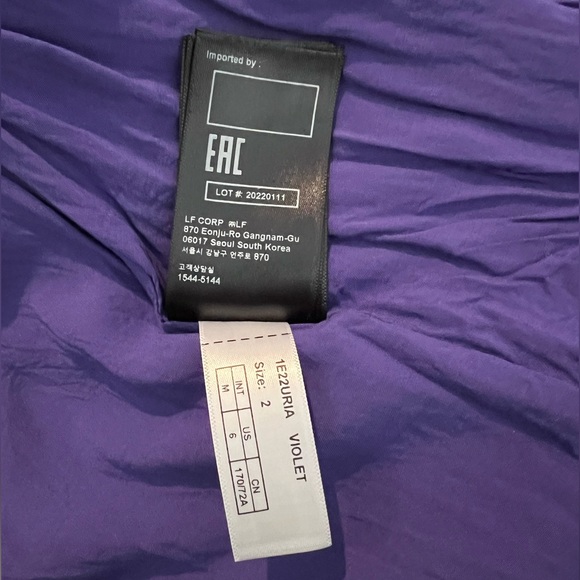 Imported by :
EAC
LOT #: 20220111
LF CORP ㈜LF
870 Eonju-Ro Gangnam-Gu
06017 Seoul South Korea
서울시 강남구 언주로 870
고객상담실
1544-5144
1E22URIA VIOLET
Size: 2
INT US CN
M 6 170/72A